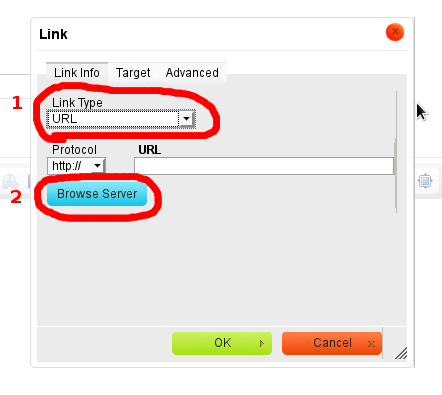 Link
Link Info Target Advanced
1
Link Type
URL
Protocol URL
http://
2 Browse Server
OK Cancel